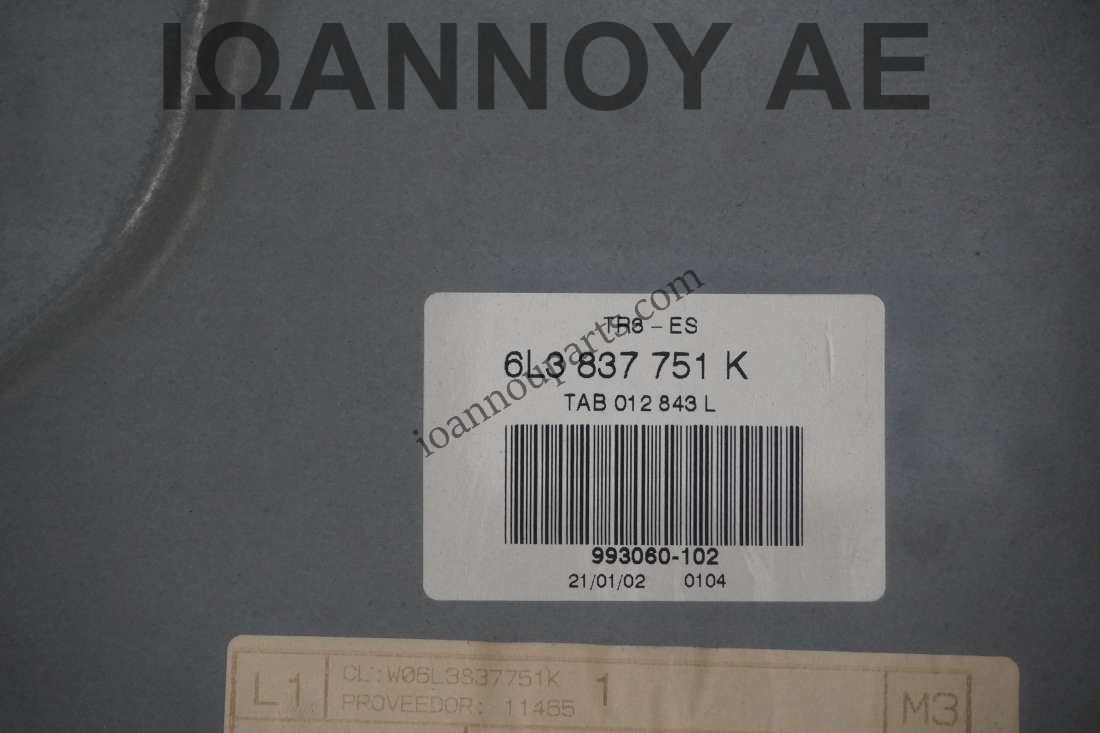 ΙΩΑΝΝΟΥ ΑΕ
ioannouparts.com
TR8 - ES
6L3 837 751 K
TAB 012 843 L
993060-102
21/01/02 0104
L1
CL:W06L3837751K 1
PROVEEDOR: 11465
M3